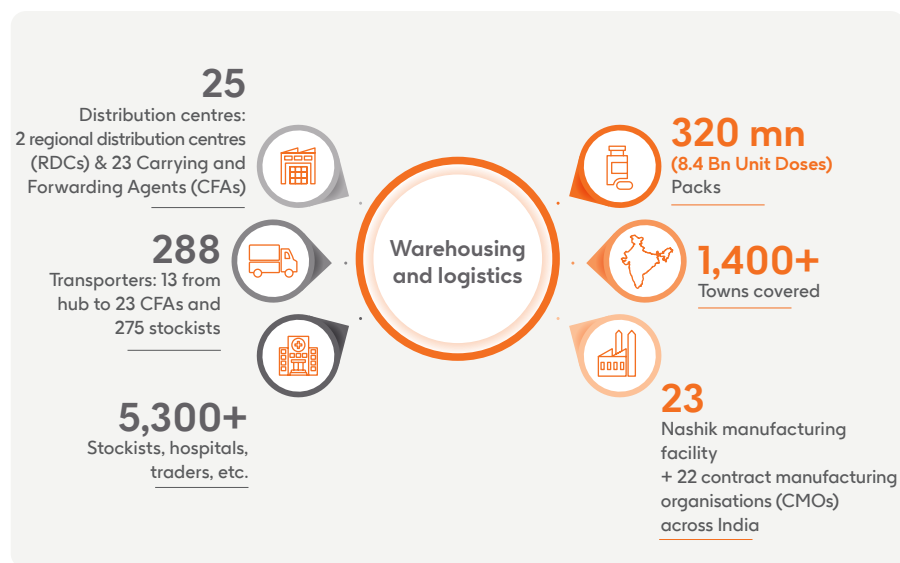 25
Distribution centres:
2 regional distribution centres
(RDCs) & 23 Carrying and
Forwarding Agents (CFAs)
288
Transporters: 13 from
hub to 23 CFAs and
275 stockists
5,300+
Stockists, hospitals,
traders, etc.
Warehousing
and logistics
320 mn
(8.4 Bn Unit Doses)
Packs
1,400+
Towns covered
23
Nashik manufacturing
facility
+ 22 contract manufacturing
organisations (CMOs)
across India